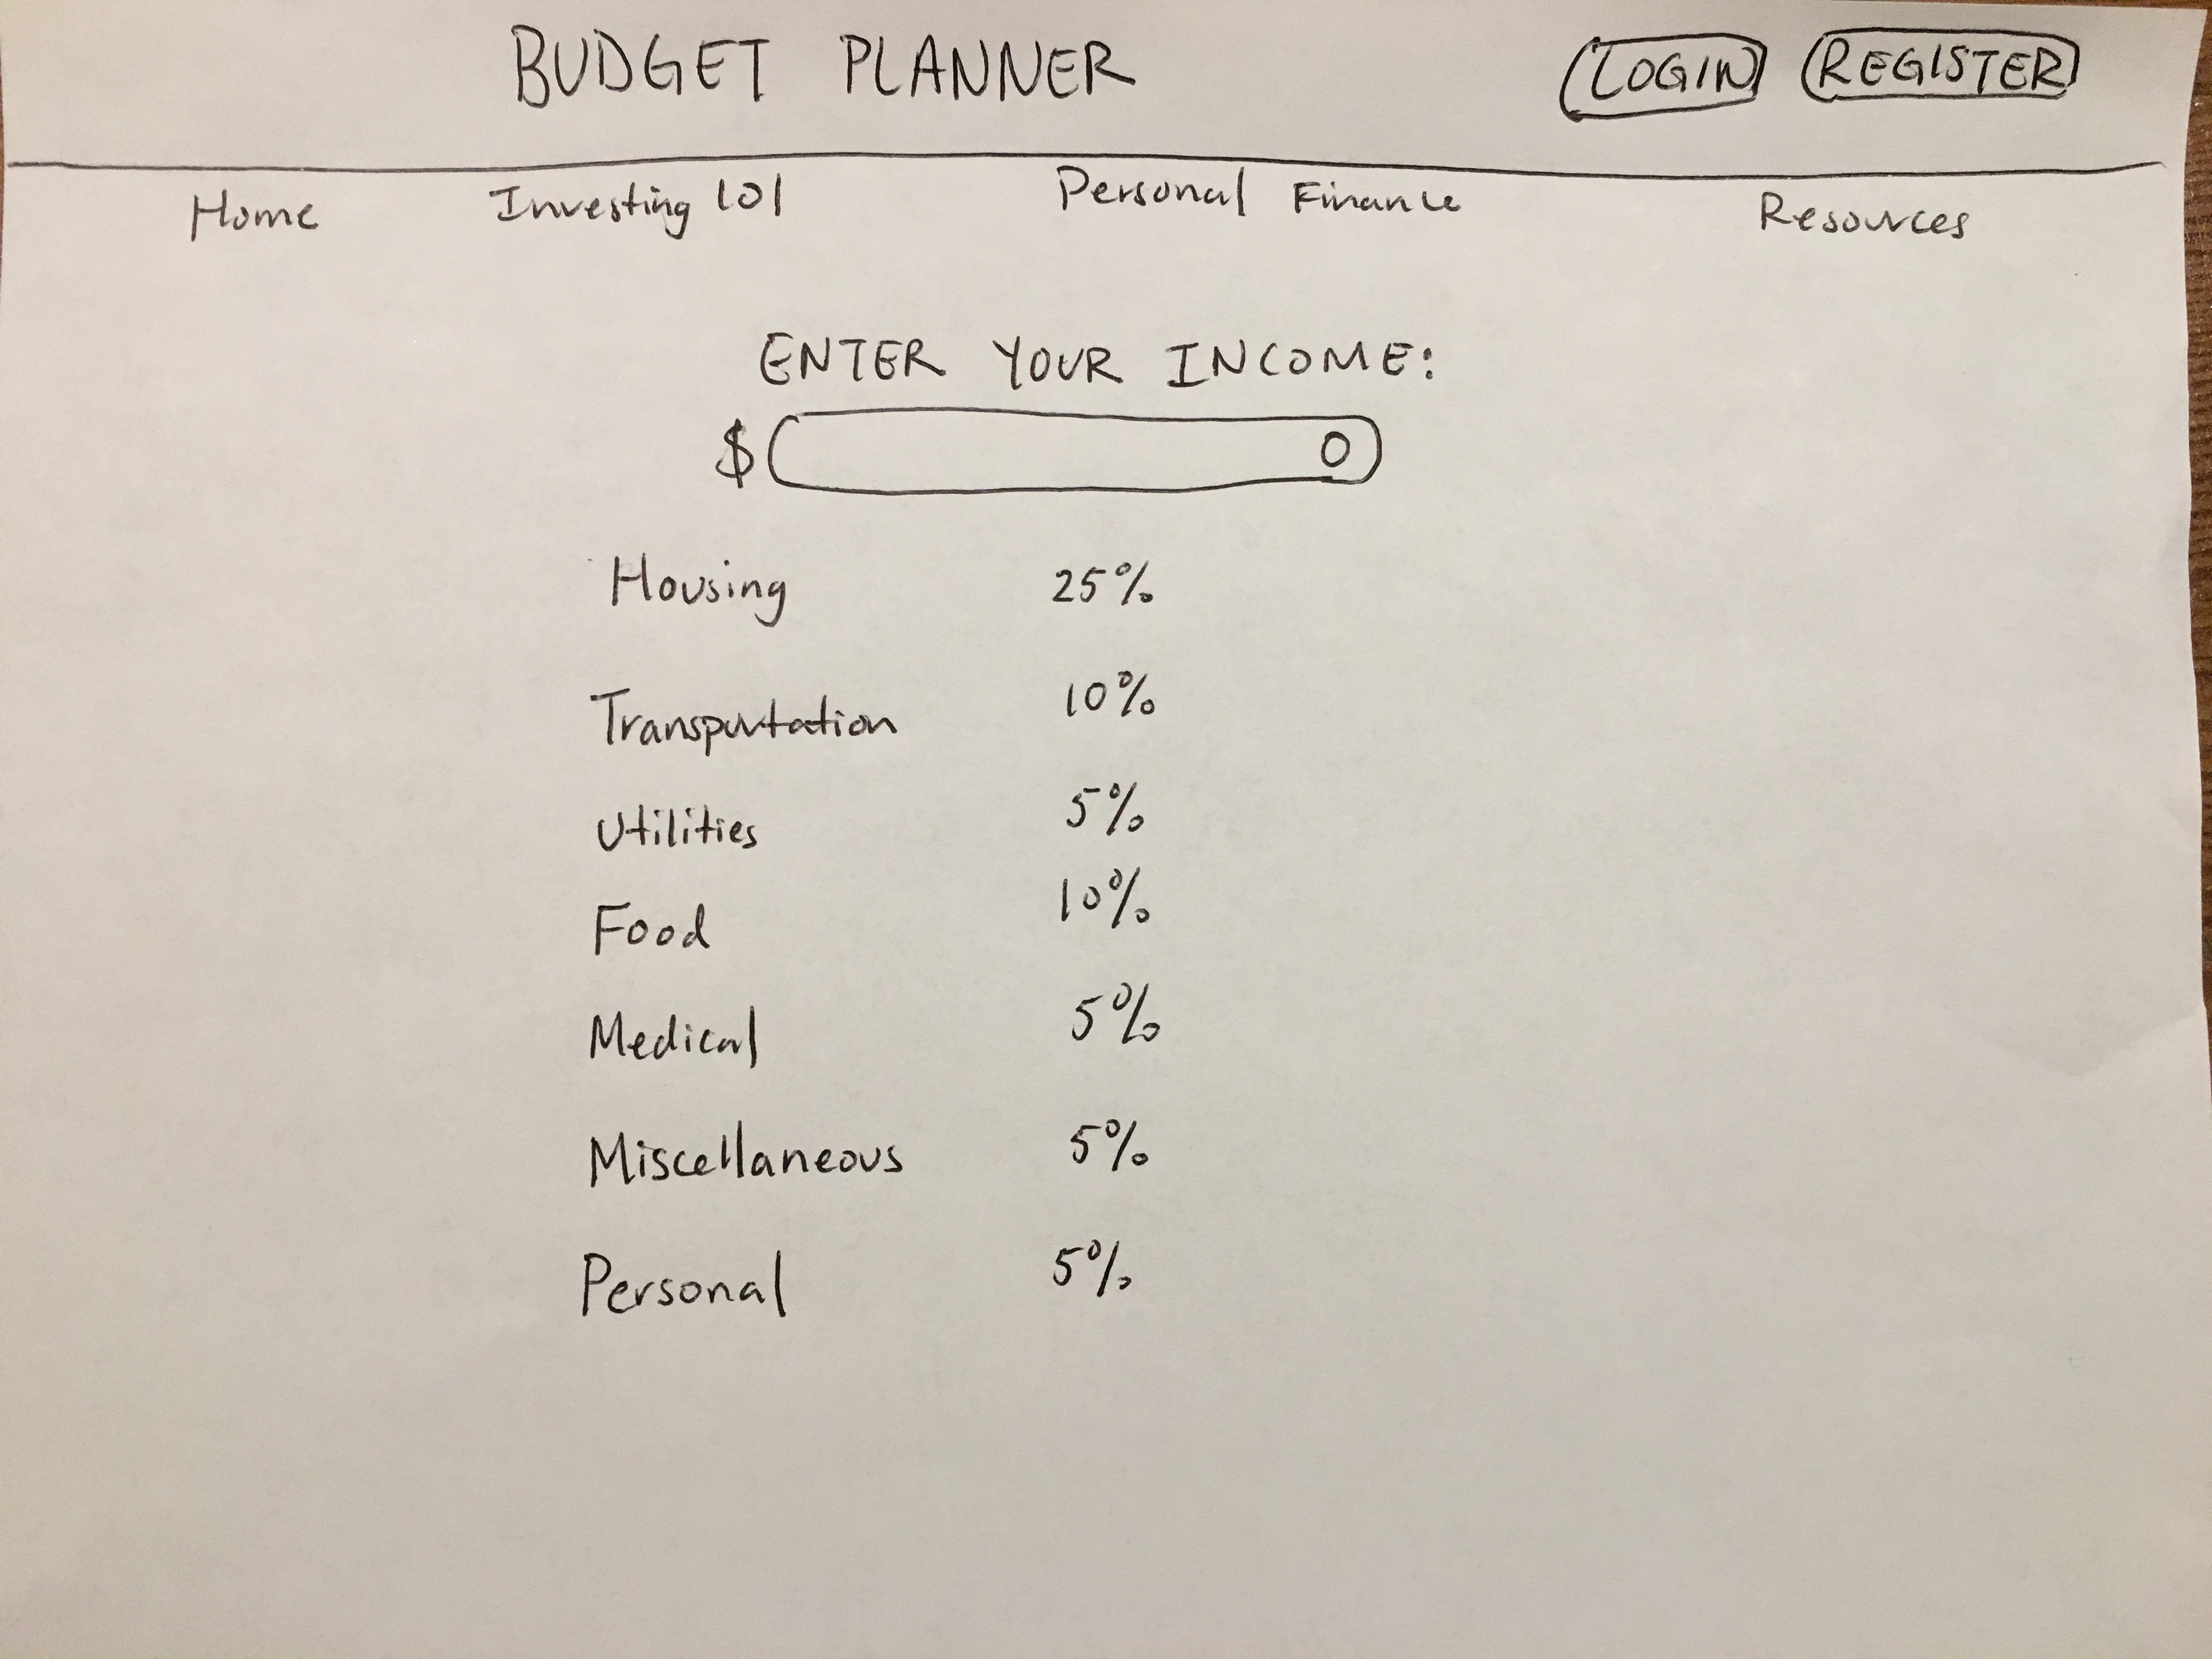 BUDGET PLANNER LOGIN REGISTER
Home Investing 101 Personal Finance Resources
ENTER YOUR INCOME:
$ 0
Housing 25%
Transportation 10%
Utilities 5%
Food 10%
Medical 5%
Miscellaneous 5%
Personal 5%